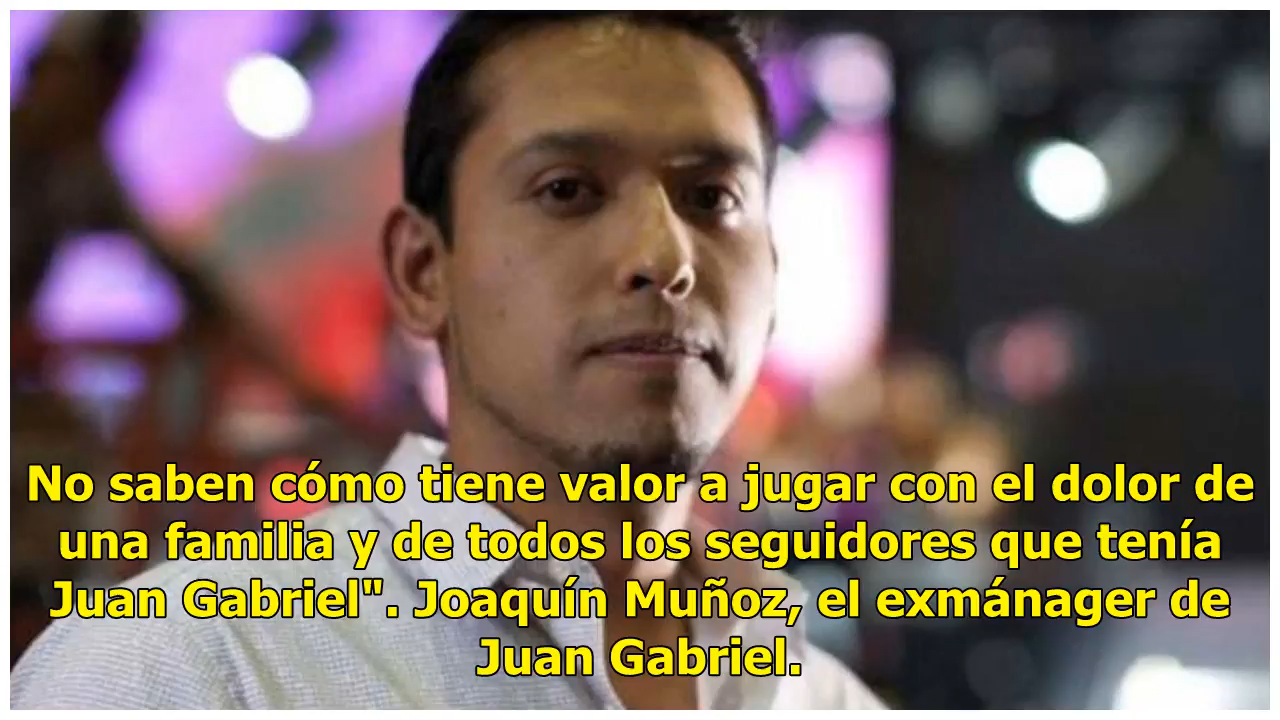 No saben cómo tiene valor a jugar con el dolor de
una familia y de todos los seguidores que tenía
Juan Gabriel". Joaquín Muñoz, el exmánager de
Juan Gabriel.